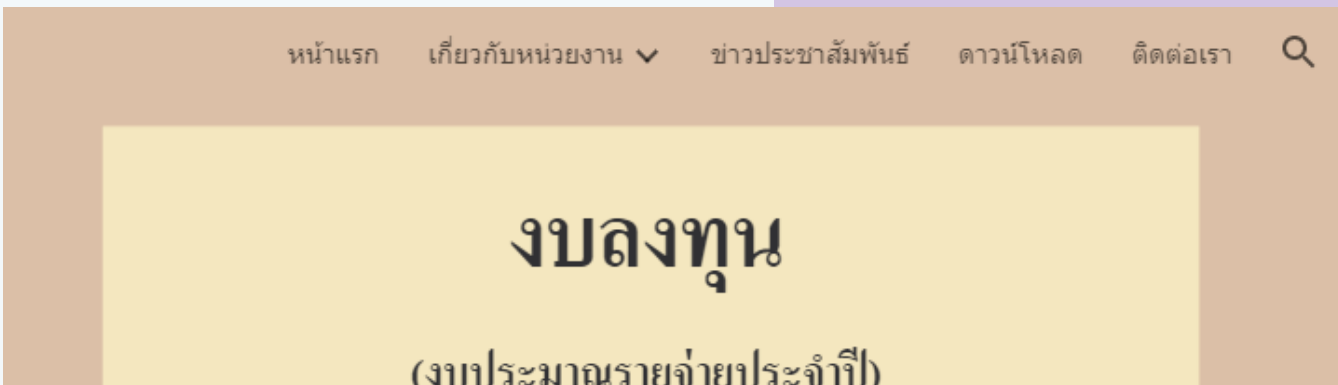 หน้าแรก เกี่ยวกับหน่วยงาน ข่าวประชาสัมพันธ์ ดาวน์โหลด ติดต่อเรา
งบลงทุน
(งบประมาณรายจ่ายประจำปี)